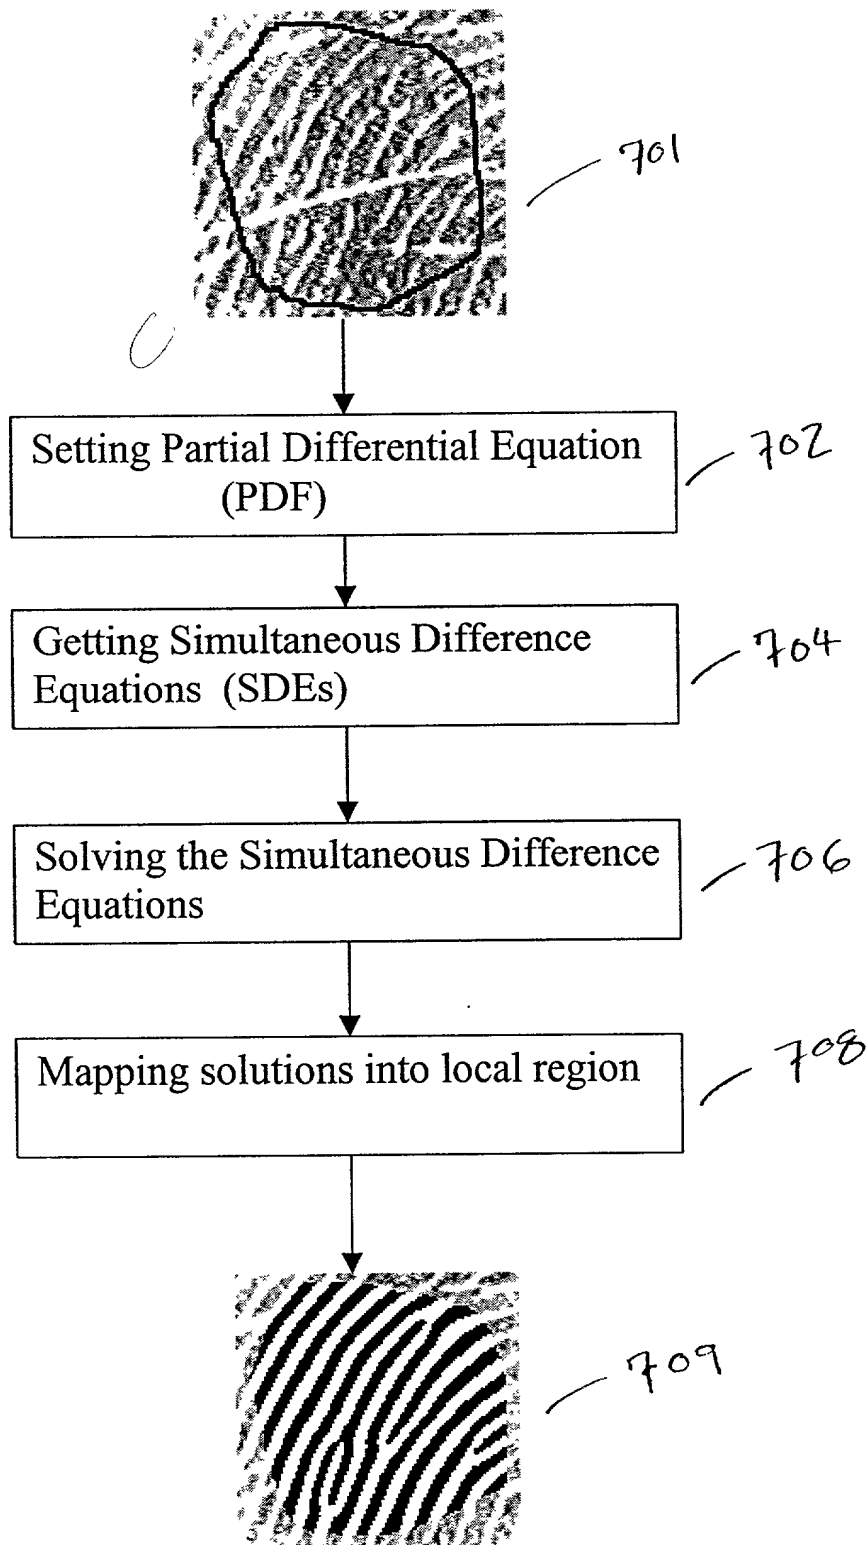 701
Setting Partial Differential Equation
(PDF)
702
Getting Simultaneous Difference
Equations (SDEs)
704
Solving the Simultaneous Difference
Equations
706
Mapping solutions into local region
708
709